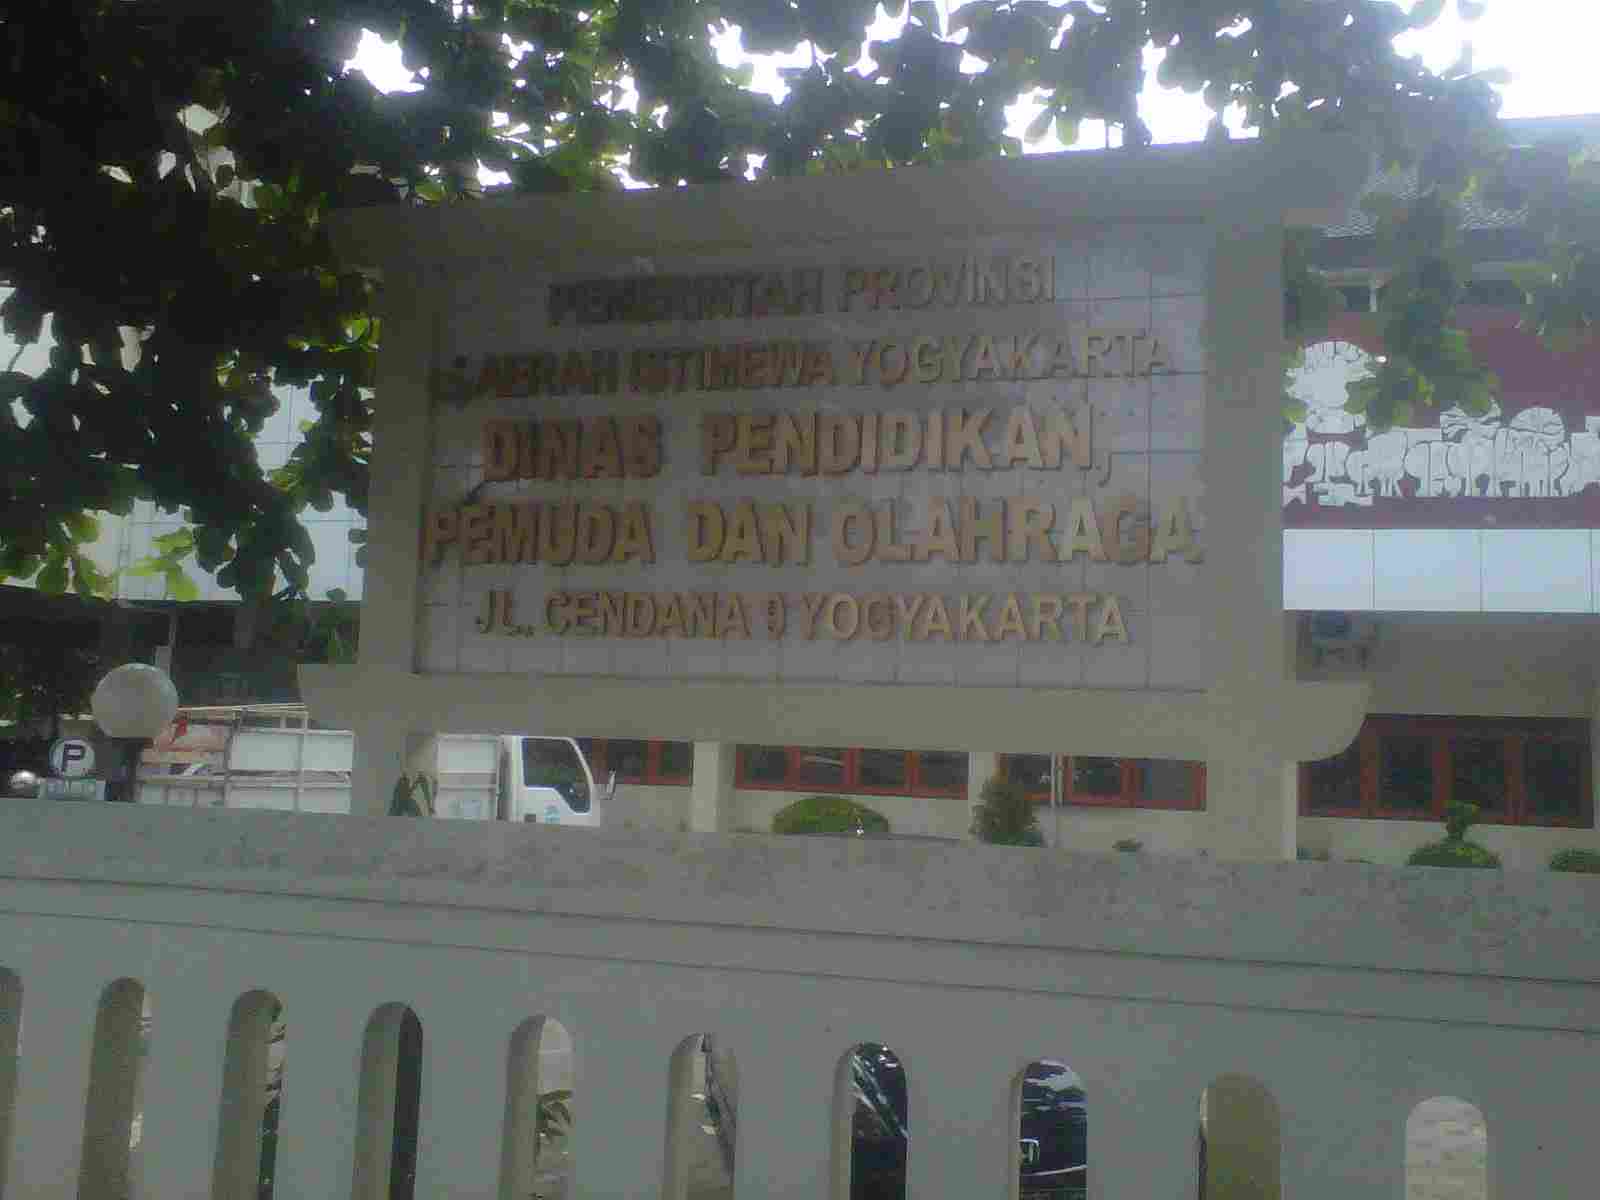 PEMERINTAH PROVINSI
DAERAH ISTIMEWA YOGYAKARTA
DINAS PENDIDIKAN,
PEMUDA DAN OLAHRAGA
JL. CENDANA 9 YOGYAKARTA
P